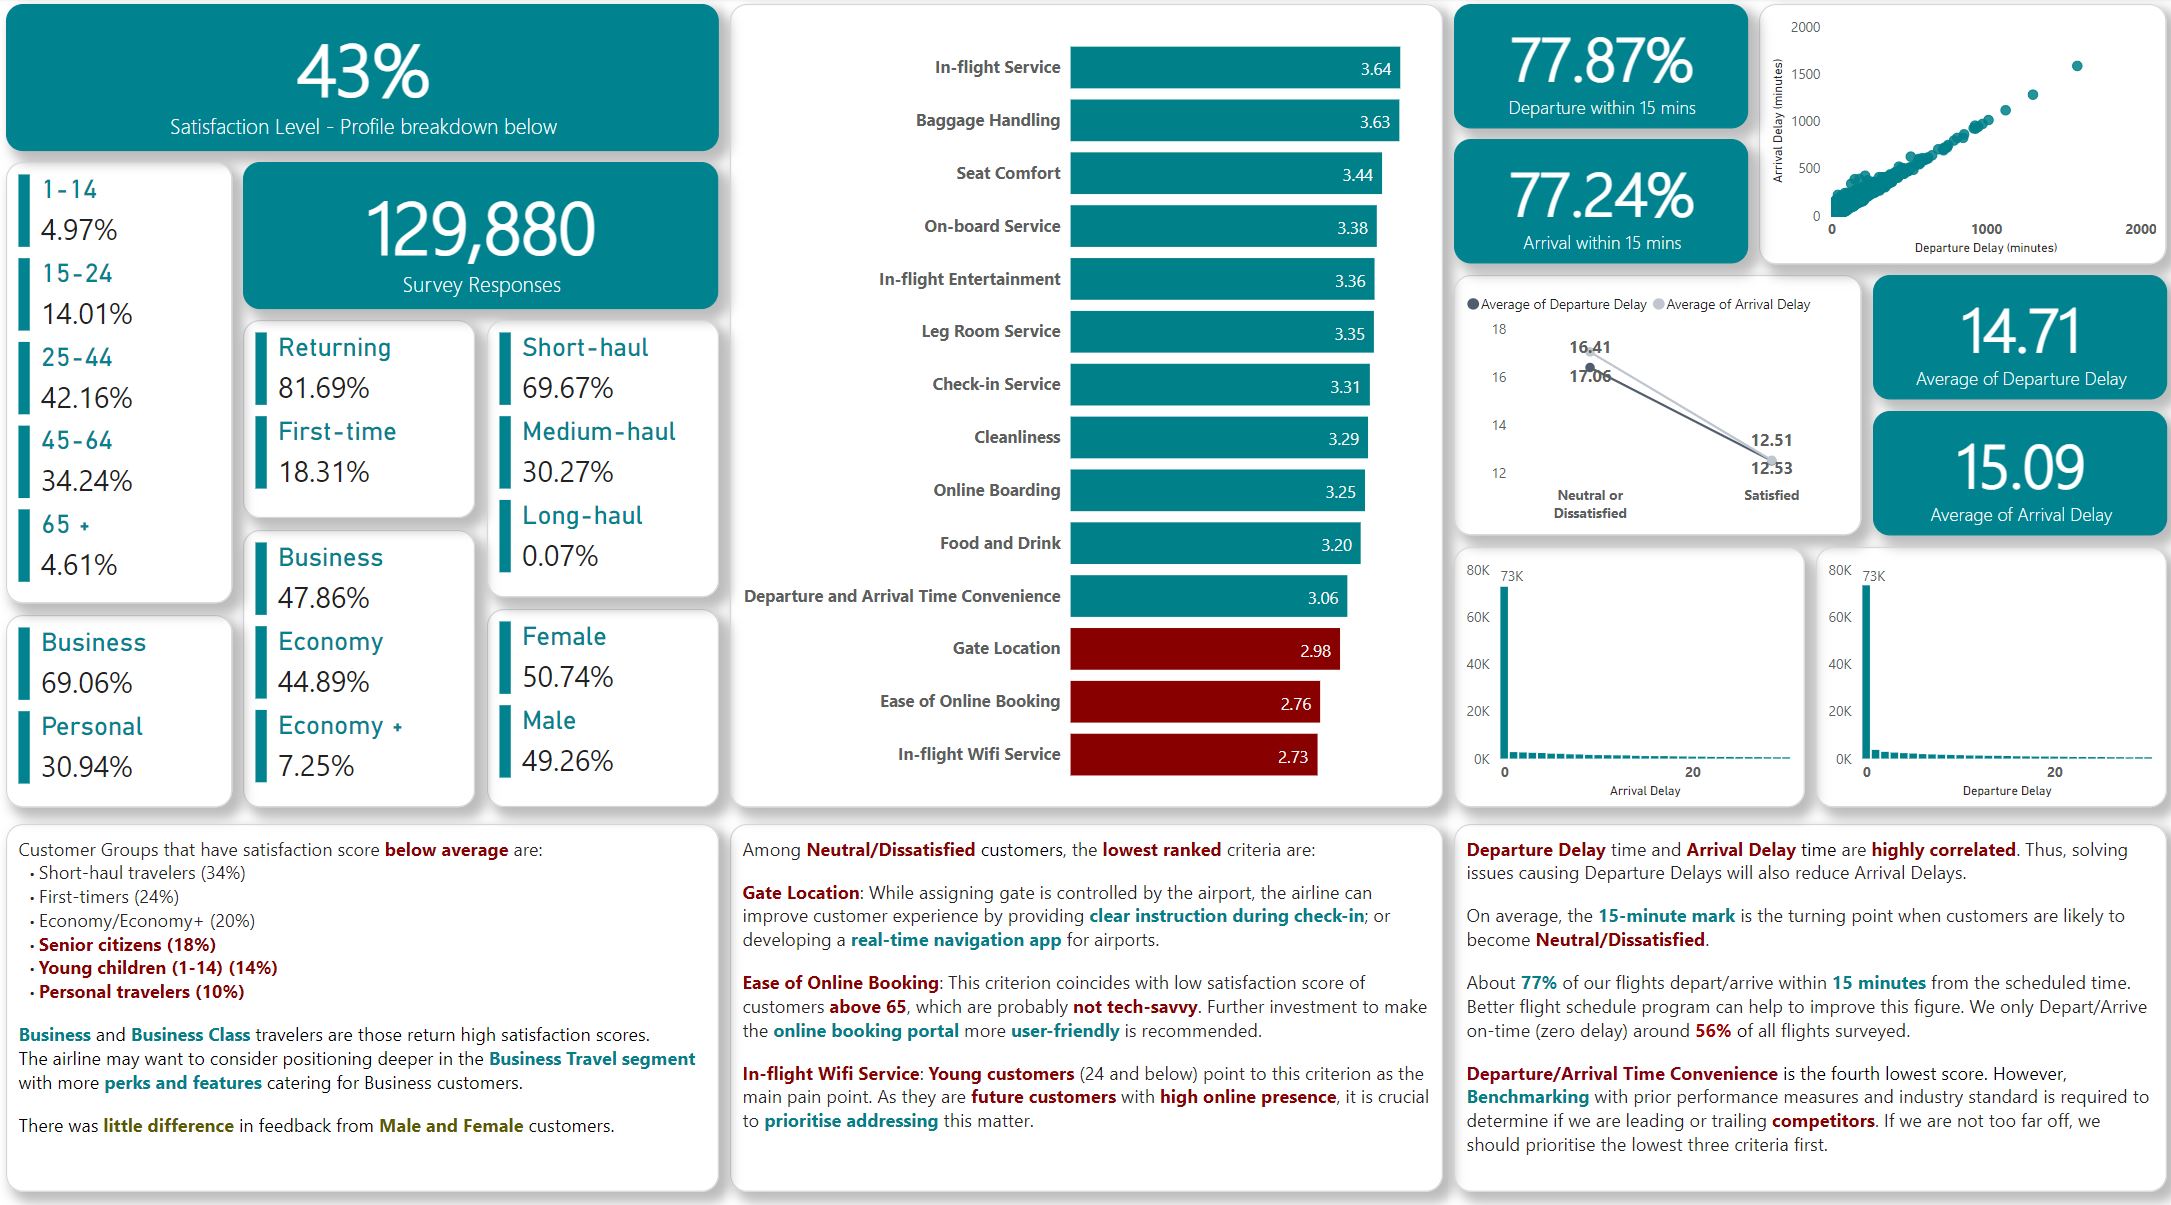 43%
Satisfaction Level - Profile breakdown below
1-14
4.97%
15-24
14.01%
25-44
42.16%
45-64
34.24%
65 +
4.61%
Business
69.06%
Personal
30.94%
129,880
Survey Responses
Returning
81.69%
First-time
18.31%
Business
47.86%
Economy
44.89%
Economy +
7.25%
Short-haul
69.67%
Medium-haul
30.27%
Long-haul
0.07%
Female
50.74%
Male
49.26%
In-flight Service 3.64
Baggage Handling 3.63
Seat Comfort 3.44
On-board Service 3.38
In-flight Entertainment 3.36
Leg Room Service 3.35
Check-in Service 3.31
Cleanliness 3.29
Online Boarding 3.25
Food and Drink 3.20
Departure and Arrival Time Convenience 3.06
Gate Location 2.98
Ease of Online Booking 2.76
In-flight Wifi Service 2.73
77.87%
Departure within 15 mins
77.24%
Arrival within 15 mins
Arrival Delay (minutes)
2000
1500
1000
500
0
0 1000 2000
Departure Delay (minutes)
Average of Departure Delay Average of Arrival Delay
18
16
14
12
16.41
17.06
12.51
12.53
Neutral or
Dissatisfied
Satisfied
14.71
Average of Departure Delay
15.09
Average of Arrival Delay
80K
60K
40K
20K
0K
73K
0 20
Arrival Delay
80K
60K
40K
20K
0K
73K
0 20
Departure Delay
Customer Groups that have satisfaction score below average are:
• Short-haul travelers (34%)
• First-timers (24%)
• Economy/Economy+ (20%)
• Senior citizens (18%)
• Young children (1-14) (14%)
• Personal travelers (10%)
Business and Business Class travelers are those return high satisfaction scores.
The airline may want to consider positioning deeper in the Business Travel segment
with more perks and features catering for Business customers.
There was little difference in feedback from Male and Female customers.
Among Neutral/Dissatisfied customers, the lowest ranked criteria are:
Gate Location: While assigning gate is controlled by the airport, the airline can
improve customer experience by providing clear instruction during check-in; or
developing a real-time navigation app for airports.
Ease of Online Booking: This criterion coincides with low satisfaction score of
customers above 65, which are probably not tech-savvy. Further investment to make
the online booking portal more user-friendly is recommended.
In-flight Wifi Service: Young customers (24 and below) point to this criterion as the
main pain point. As they are future customers with high online presence, it is crucial
to prioritise addressing this matter.
Departure Delay time and Arrival Delay time are highly correlated. Thus, solving
issues causing Departure Delays will also reduce Arrival Delays.
On average, the 15-minute mark is the turning point when customers are likely to
become Neutral/Dissatisfied.
About 77% of our flights depart/arrive within 15 minutes from the scheduled time.
Better flight schedule program can help to improve this figure. We only Depart/Arrive
on-time (zero delay) around 56% of all flights surveyed.
Departure/Arrival Time Convenience is the fourth lowest score. However,
Benchmarking with prior performance measures and industry standard is required to
determine if we are leading or trailing competitors. If we are not too far off, we
should prioritise the lowest three criteria first.